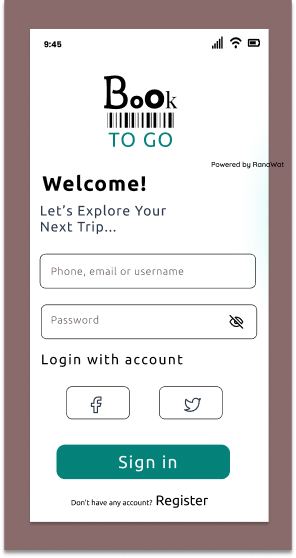 9:45
Book
TO GO
Powered by RanaWat
Welcome!
Let's Explore Your
Next Trip...
Phone, email or username
Password
Login with account
Sign in
Don't have any account? Register